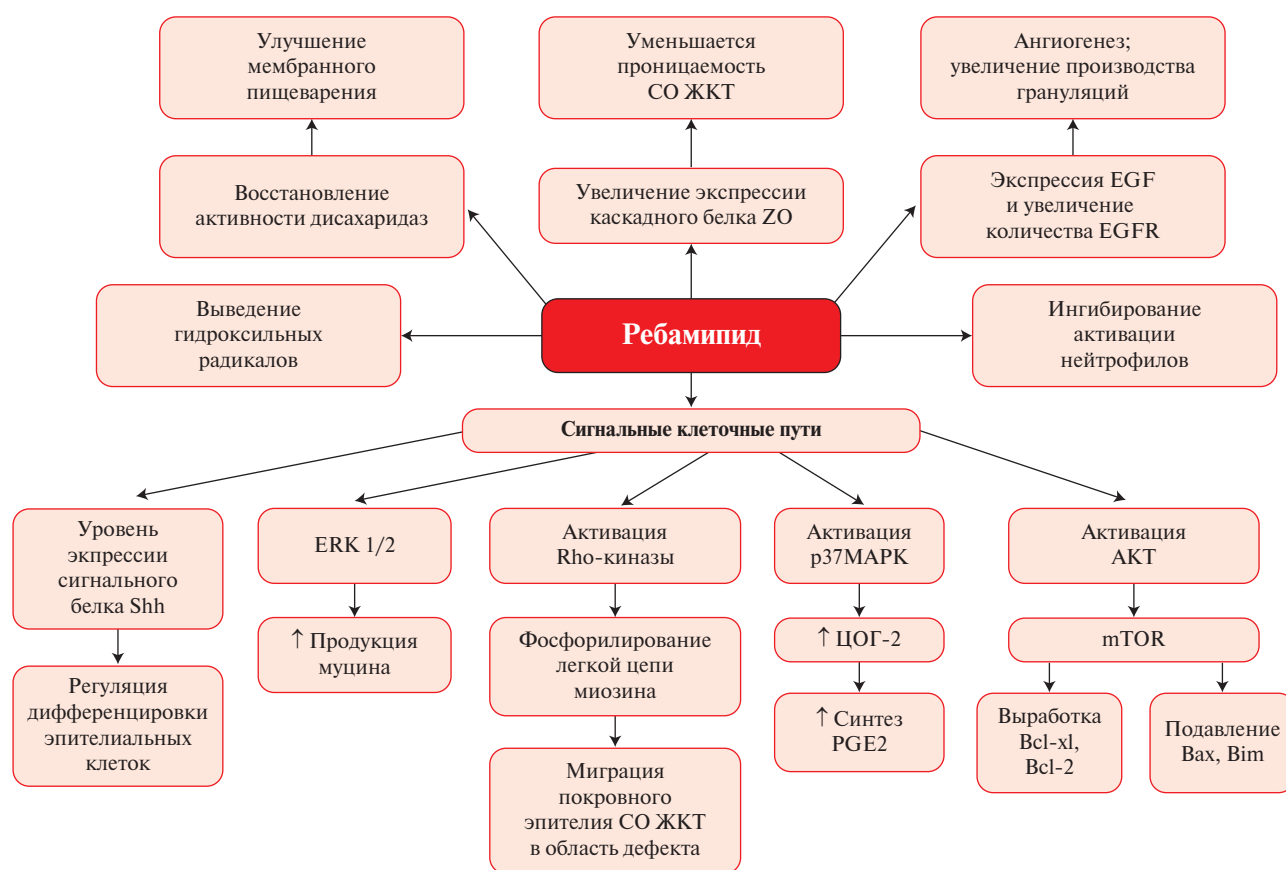 Улучшение
мембранного
пищеварения
Уменьшается
проницаемость
СО ЖКТ
Ангиогенез;
увеличение производства
грануляций
Восстановление
активности дисахаридаз
Увеличение экспрессии
каскадного белка ZO
Экспрессия EGF
и увеличение
количества EGFR
Выведение
гидроксильных
радикалов
Ребамипид
Ингибирование
активации
нейтрофилов
Сигнальные клеточные пути
Уровень
экпрессии
сигнального
белка Shh
ERK 1/2
Активация
Rho-киназы
Активация
p37MAPK
Активация
AKT
↑ Продукция
муцина
Фосфорилирование
легкой цепи
миозина
↑ ЦОГ-2
mTOR
Регуляция
дифференцировки
эпителиальных
клеток
↑ Синтез
PGE2
Выработка
Bcl-xl,
Bcl-2
Подавление
Bax, Bim
Миграция
покровного
эпителия СО ЖКТ
в область дефекта